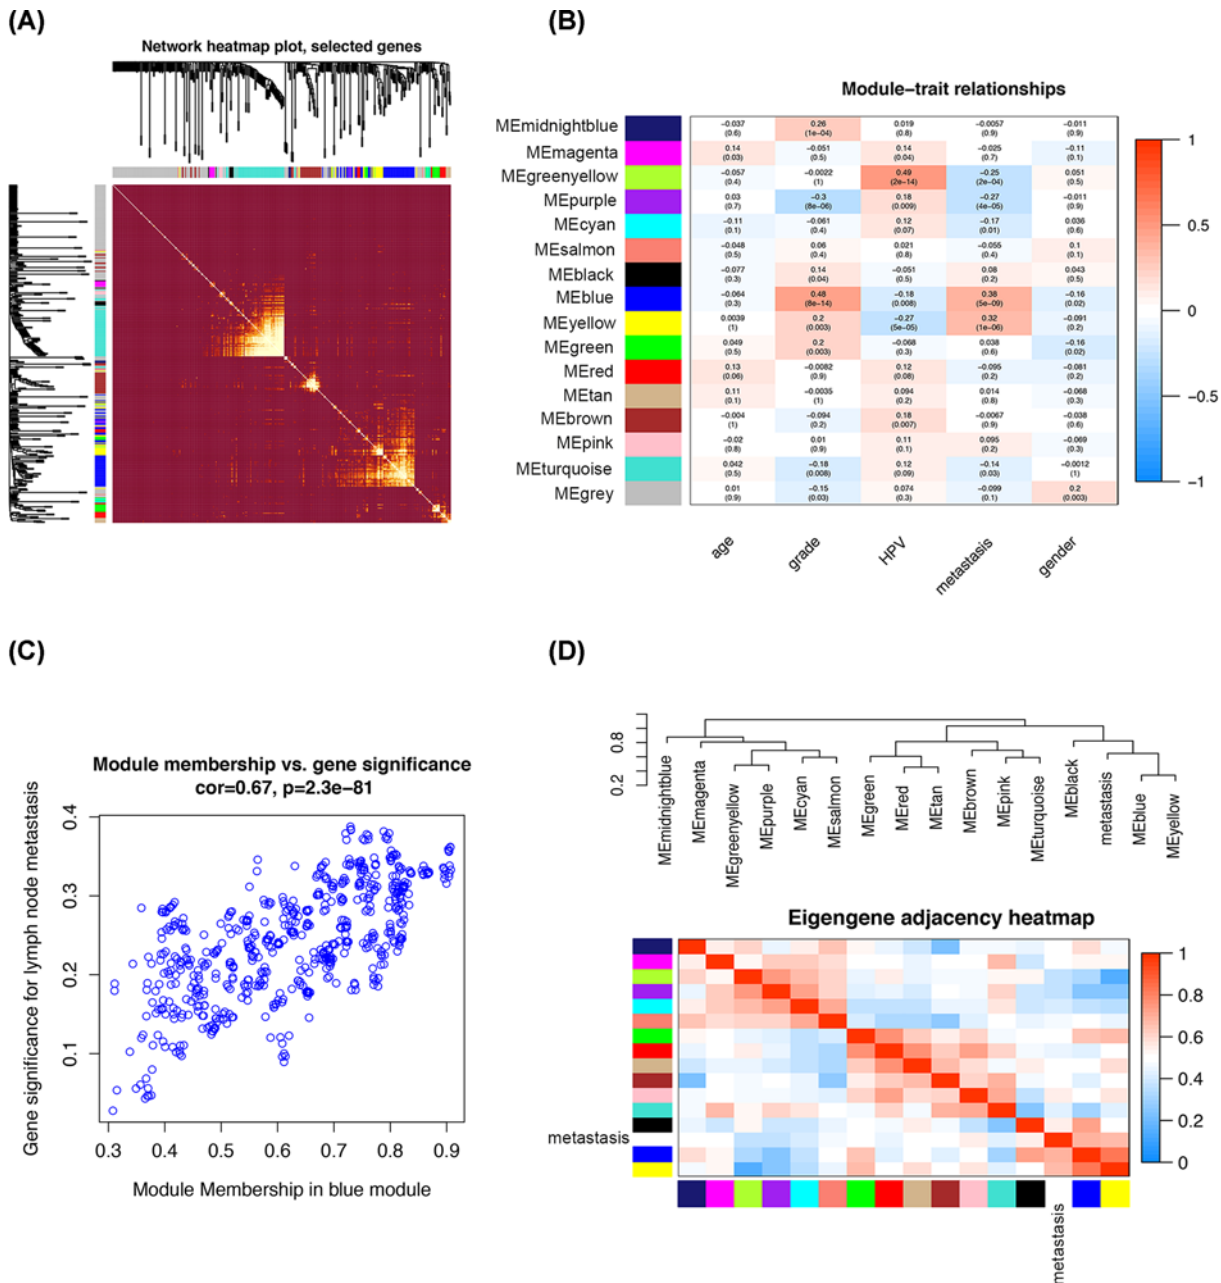 (A)
Network heatmap plot, selected genes
(B)
Module−trait relationships
MEmidnightblue
−0.037 0.26 0.019 −0.0057 −0.011
(0.6) (1e−04) (0.8) (0.9) (0.9)
MEmagenta
0.14 −0.051 0.14 −0.025 −0.11
(0.03) (0.5) (0.04) (0.7) (0.1)
MEgreenyellow
−0.057 −0.0022 0.49 −0.25 0.051
(0.4) (1) (2e−14) (2e−04) (0.5)
MEpurple
0.03 −0.3 0.18 −0.27 −0.011
(0.7) (8e−06) (0.009) (4e−05) (0.9)
MEcyan
−0.11 −0.061 0.12 −0.17 0.036
(0.1) (0.4) (0.07) (0.01) (0.6)
MEsalmon
−0.048 0.06 0.021 −0.055 0.1
(0.5) (0.4) (0.8) (0.4) (0.1)
MEblack
−0.077 0.14 −0.051 0.08 0.043
(0.3) (0.04) (0.5) (0.2) (0.5)
MEblue
−0.064 0.48 −0.18 0.38 −0.16
(0.3) (8e−14) (0.008) (5e−09) (0.02)
MEyellow
0.0039 0.2 −0.27 0.32 −0.091
(1) (0.003) (5e−05) (1e−06) (0.2)
MEgreen
0.049 0.2 −0.068 0.038 −0.16
(0.5) (0.003) (0.3) (0.6) (0.02)
MEred
0.13 −0.0082 0.12 −0.095 −0.081
(0.06) (0.9) (0.08) (0.2) (0.2)
MEtan
0.11 −0.0035 0.094 0.014 −0.068
(0.1) (1) (0.2) (0.8) (0.3)
MEbrown
−0.004 −0.094 0.18 −0.0067 −0.038
(1) (0.2) (0.007) (0.9) (0.6)
MEpink
−0.02 0.01 0.11 0.095 −0.069
(0.8) (0.9) (0.1) (0.2) (0.3)
MEturquoise
0.042 −0.18 0.12 −0.14 −0.0012
(0.5) (0.008) (0.09) (0.03) (1)
MEgrey
0.01 −0.15 0.074 −0.099 0.2
(0.9) (0.03) (0.3) (0.1) (0.003)
age grade HPV metastasis gender
1
0.5
0
−0.5
−1
(C)
Module membership vs. gene significance
cor=0.67, p=2.3e−81
Gene significance for lymph node metastasis
0.4
0.3
0.2
0.1
0.3 0.4 0.5 0.6 0.7 0.8 0.9
Module Membership in blue module
(D)
0.8
0.2
MEmidnightblue
MEmagenta
MEgreenyellow
MEpurple
MEcyan
MEsalmon
MEgreen
MEred
MEtan
MEbrown
MEpink
MEturquoise
MEblack
metastasis
MEblue
MEyellow
Eigengene adjacency heatmap
1
0.8
0.6
0.4
0.2
0
metastasis
metastasis